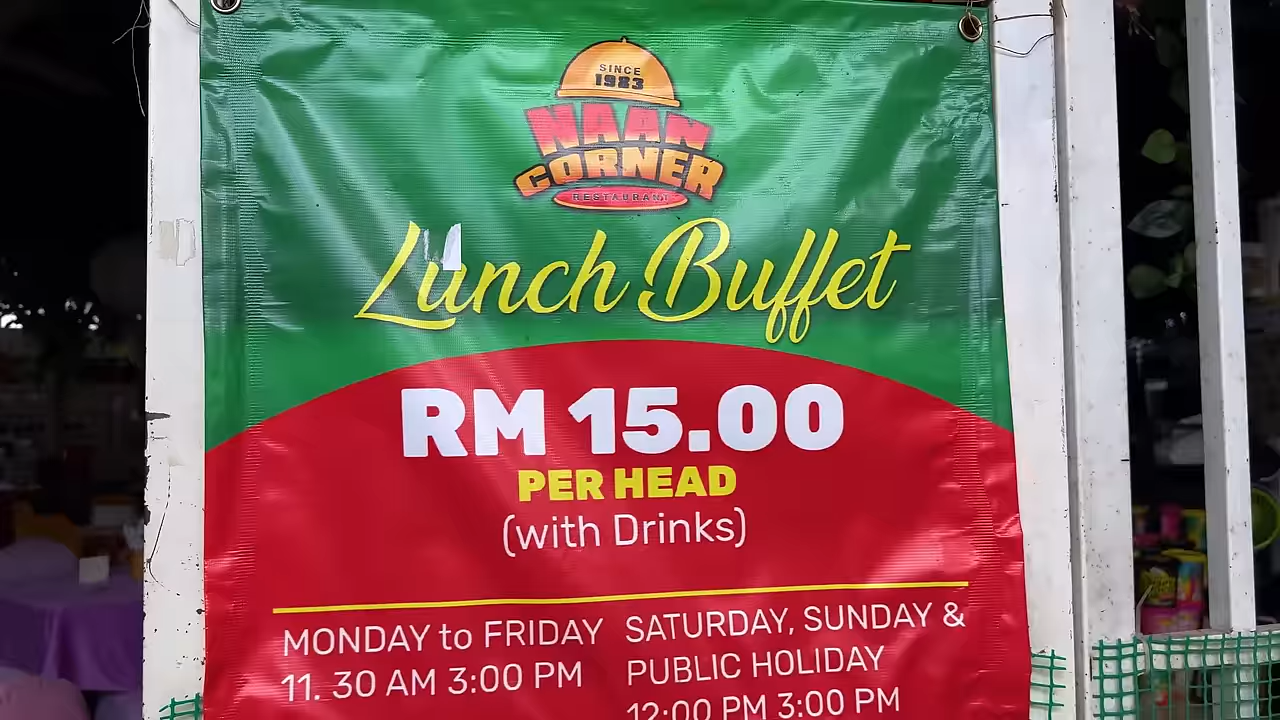 SINCE
1983
NAAN
CORNER
RESTAURANT
Lunch Buffet
RM 15.00
PER HEAD
(with Drinks)
MONDAY to FRIDAY
11. 30 AM 3:00 PM
SATURDAY, SUNDAY &
PUBLIC HOLIDAY
12:00 PM 3:00 PM